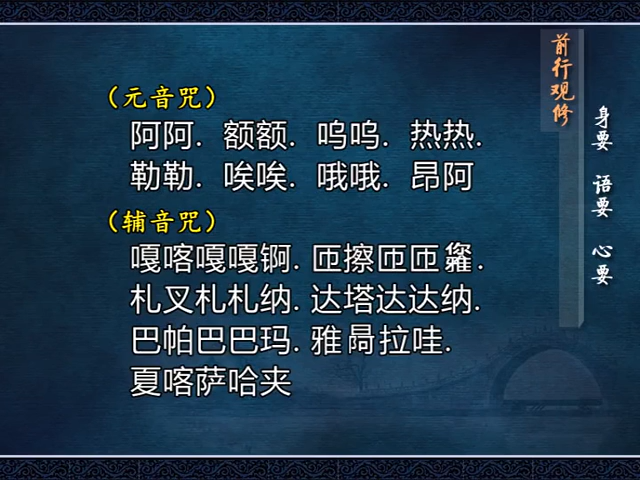 （元音咒）
阿阿. 额额. 呜呜. 热热.
勒勒. 唉唉. 哦哦. 昂阿
（辅音咒）
嘎喀嘎嘎锕. 匝擦匝匝.
札叉札札纳. 达塔达达纳.
巴帕巴巴玛. 雅拉哇.
夏喀萨哈夹
前行观修
身要 语要 心要